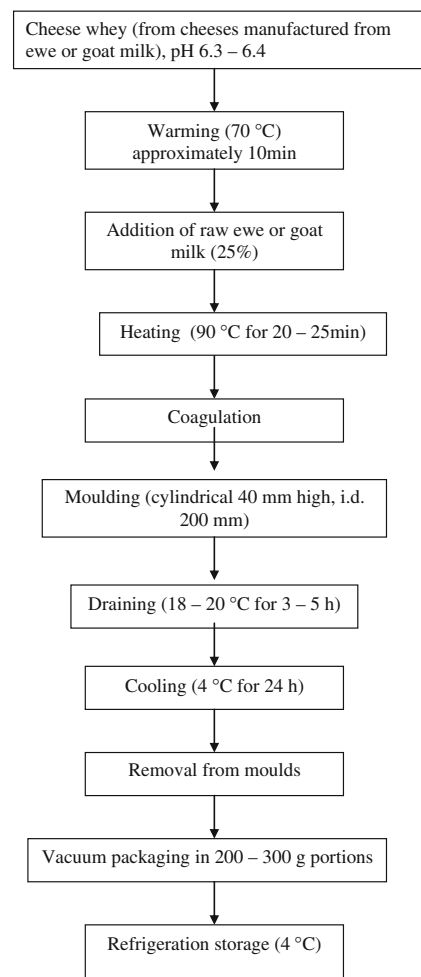 Cheese whey (from cheeses manufactured from
ewe or goat milk), pH 6.3 – 6.4
Warming (70 °C)
approximately 10min
Addition of raw ewe or goat
milk (25%)
Heating (90 °C for 20 – 25min)
Coagulation
Moulding (cylindrical 40 mm high, i.d.
200 mm)
Draining (18 – 20 °C for 3 – 5 h)
Cooling (4 °C for 24 h)
Removal from moulds
Vacuum packaging in 200 – 300 g portions
Refrigeration storage (4 °C)